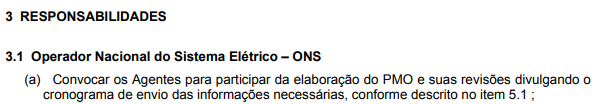 3 RESPONSABILIDADES
3.1 Operador Nacional do Sistema Elétrico – ONS
(a) Convocar os Agentes para participar da elaboração do PMO e suas revisões divulgando o
cronograma de envio das informações necessárias, conforme descrito no item 5.1 ;